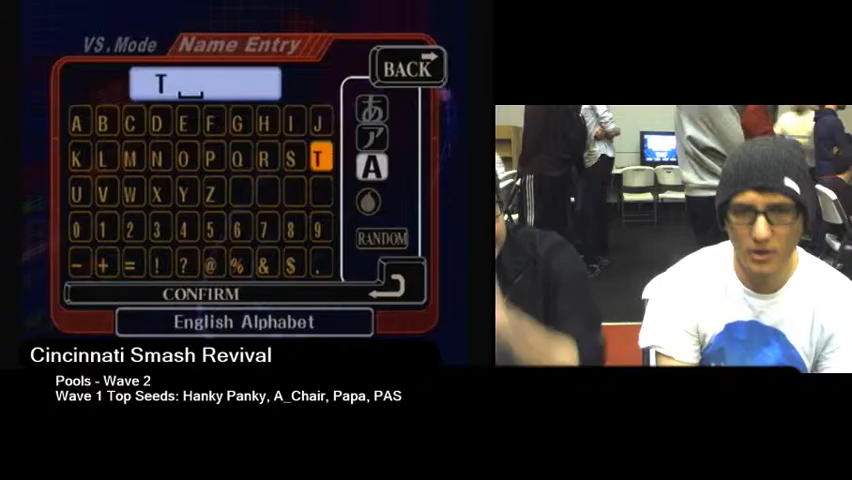 VS. Mode Name Entry
BACK
T
A B C D E F G H I J
K L M N O P Q R S T
U V W X Y Z
0 1 2 3 4 5 6 7 8 9
- + = ! ? @ % & $ .
あ
ア
A
RANDOM
CONFIRM
English Alphabet
Cincinnati Smash Revival
Pools - Wave 2
Wave 1 Top Seeds: Hanky Panky, A_Chair, Papa, PAS